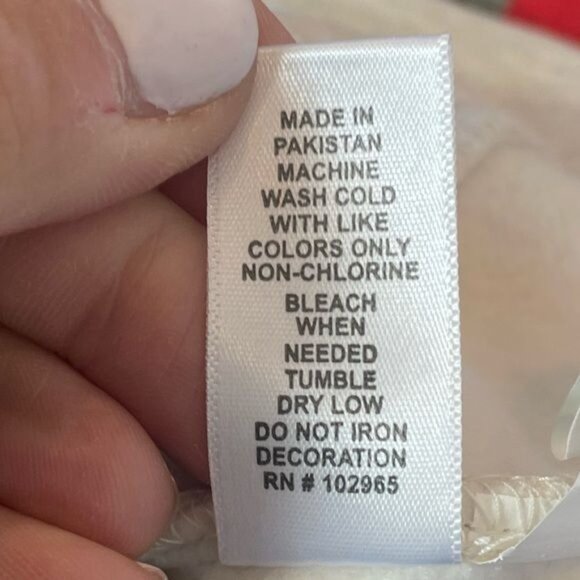 MADE IN
PAKISTAN
MACHINE
WASH COLD
WITH LIKE
COLORS ONLY
NON-CHLORINE
BLEACH
WHEN
NEEDED
TUMBLE
DRY LOW
DO NOT IRON
DECORATION
RN # 102965